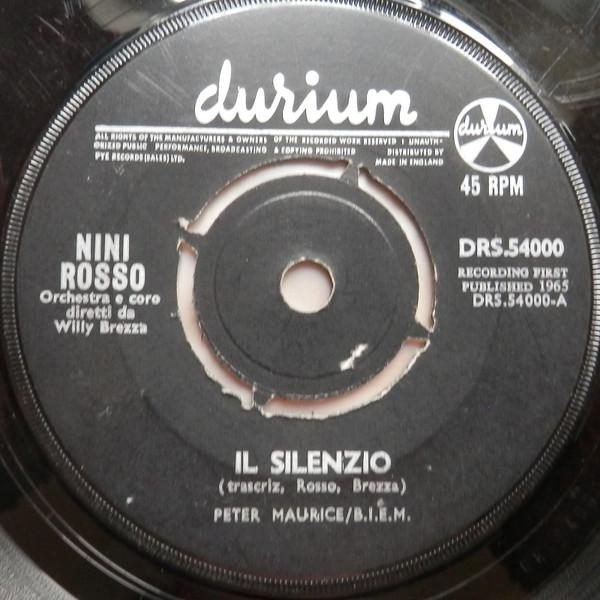 durium
ALL RIGHTS OF THE MANUFACTURERS & OWNERS OF THE RECORDED WORK RESERVED ! UNAUTH-
ORIZED PUBLIC PERFORMANCE, BROADCASTING & COPYING PROHIBITED
DISTRIBUTED BY
PYE RECORDS (SALES) LTD.
MADE IN ENGLAND
durium
45 RPM
NINI
ROSSO
Orchestra e coro
diretti da
Willy Brezza
DRS.54000
RECORDING FIRST
PUBLISHED 1965
DRS.54000-A
IL SILENZIO
(trascriz, Rosso, Brezza)
PETER MAURICE/B.I.E.M.